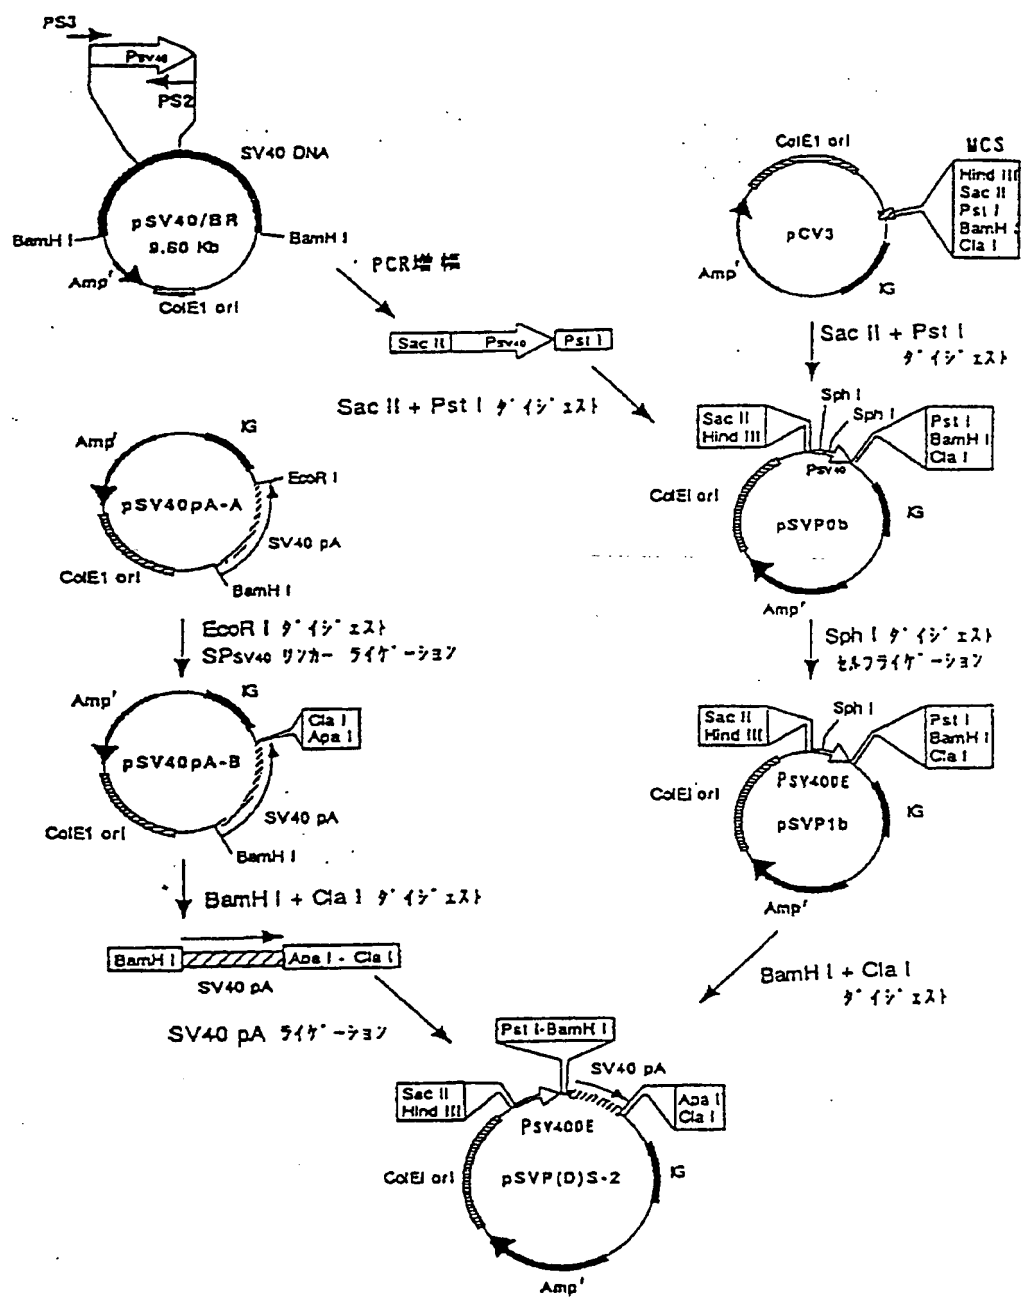 PS3
PSV40
PS2
SV40 DNA
pSV40/BR
9.60 Kb
BamH I
BamH I
Ampʳ
ColE1 ori
PCR増幅
ColE1 ori
MCS
Hind III
Sac II
Pst I
BamH I
Cla I
pCV3
Ampʳ
IG
Sac II
PSV40
Pst I
Sac II + Pst I
ダイジェスト
Sac II + Pst I ダイジェスト
Sph I
Sph I
Sac II
Hind III
Pst I
BamH I
Cla I
PSV40
ColEI ori
IG
pSVP0b
Ampʳ
Ampʳ
IG
EcoR I
pSV40pA-A
SV40 pA
ColE1 ori
BamH I
EcoR I ダイジェスト
SPSV40 リンカー ライゲーション
Sph I ダイジェスト
セルフライゲーション
Ampʳ
IG
Cla I
Apa I
pSV40pA-B
SV40 pA
ColE1 ori
BamH I
Sph I
Sac II
Hind III
Pst I
BamH I
Cla I
PSY40DE
ColEI ori
IG
pSVP1b
Ampʳ
BamH I + Cla I ダイジェスト
BamH I
Apa I - Cla I
SV40 pA
SV40 pA ライゲーション
BamH I + Cla I
ダイジェスト
Pst I-BamH I
SV40 pA
Sac II
Hind III
Apa I
Cla I
PSY40DE
ColEI ori
IG
pSVP(D)S-2
Ampʳ